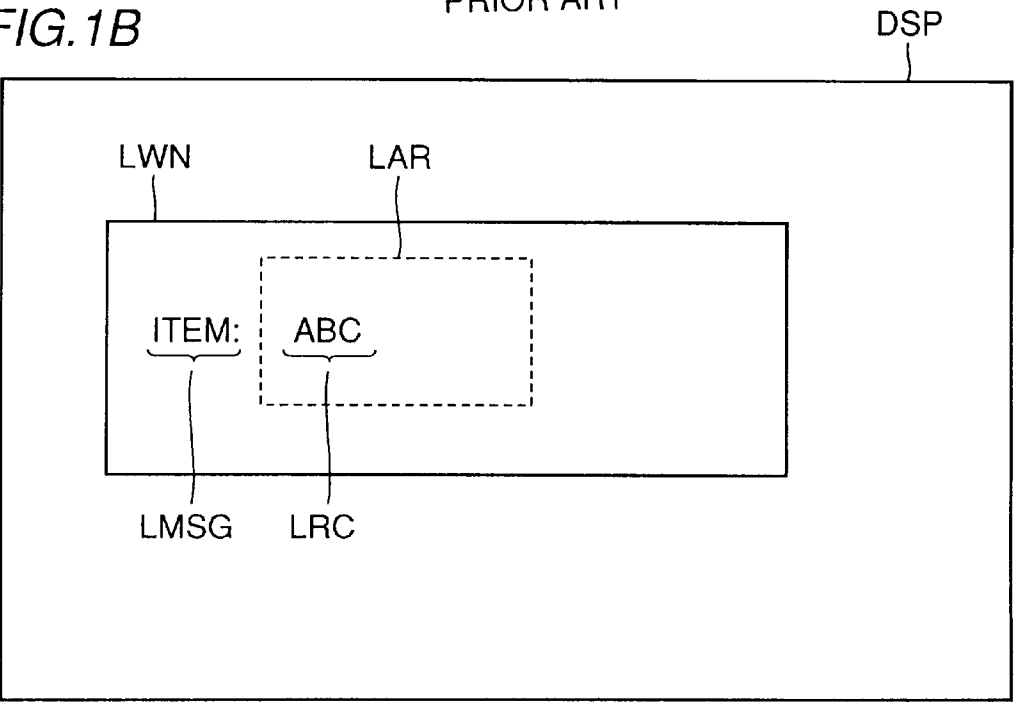 PRIOR ART
FIG.1B
DSP
LWN LAR
ITEM: ABC
LMSG LRC